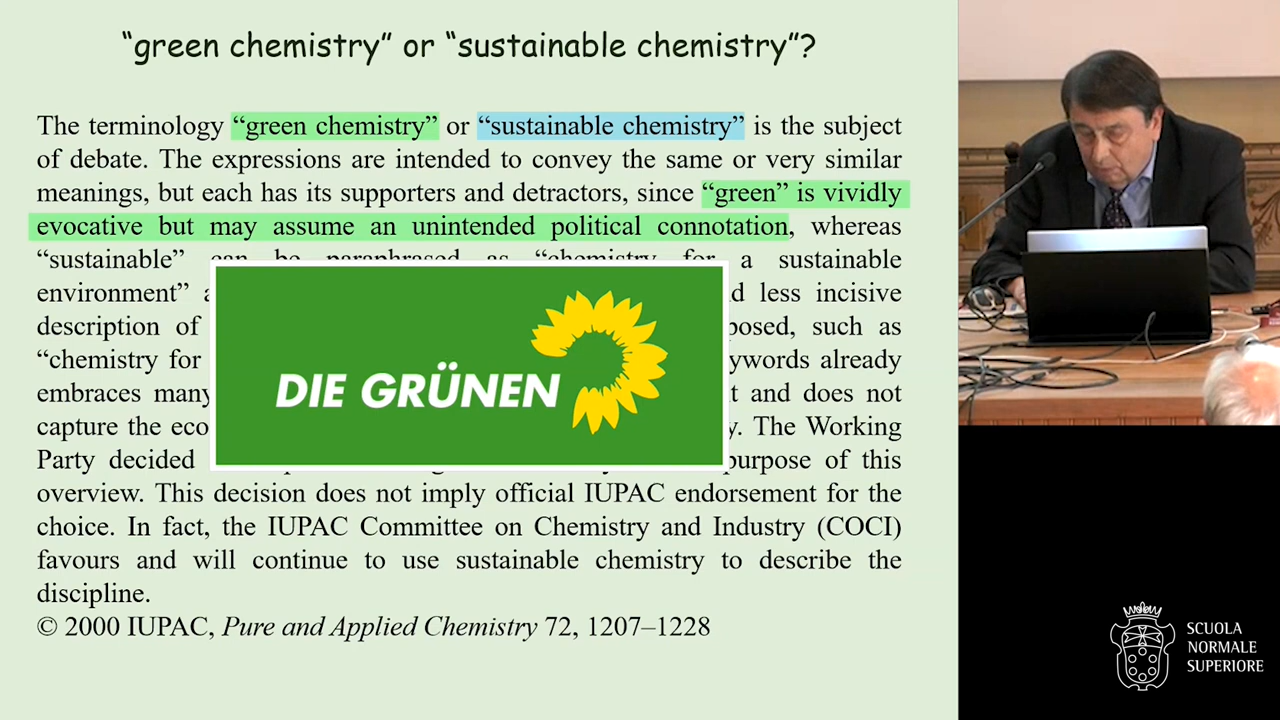 “green chemistry” or “sustainable chemistry”?
The terminology “green chemistry” or “sustainable chemistry” is the subject
of debate. The expressions are intended to convey the same or very similar
meanings, but each has its supporters and detractors, since “green” is vividly
evocative but may assume an unintended political connotation, whereas
“sustainable” can be paraphrased as “chemistry for a sustainable
environment” less incisive
description of such as
“chemistry for keywords already
embraces many and does not
capture the The Working
Party decided purpose of this
overview. This decision does not imply official IUPAC endorsement for the
choice. In fact, the IUPAC Committee on Chemistry and Industry (COCI)
favours and will continue to use sustainable chemistry to describe the
discipline.
© 2000 IUPAC, Pure and Applied Chemistry 72, 1207–1228
DIE GRÜNEN
SCUOLA
NORMALE
SUPERIORE